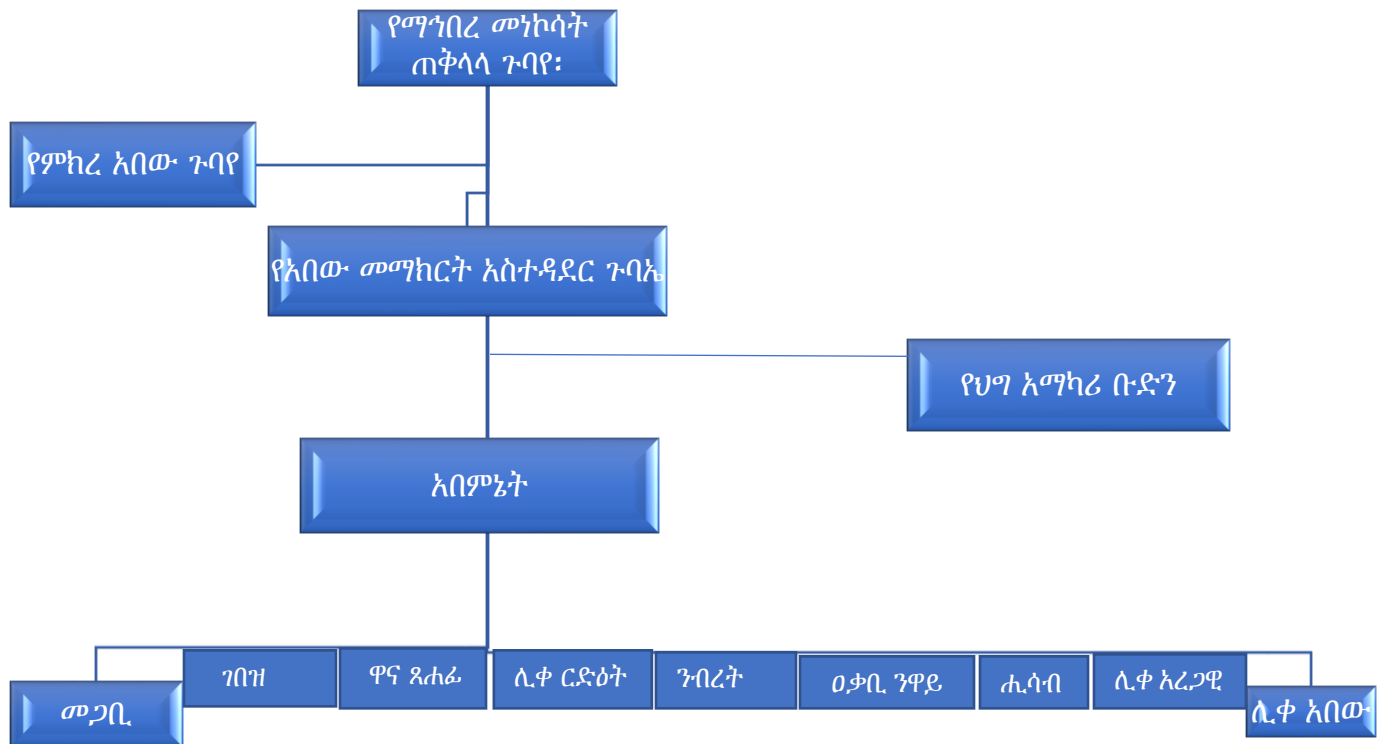 የማኅበረ መነኮሳት
ጠቅላላ ጉባየ፡
የምክረ አበው ጉባየ
የአበው መማክርት አስተዳደር ጉባኤ
የህግ አማካሪ ቡድን
አበምኔት
መጋቢ
ገበዝ
ዋና ጸሐፊ
ሊቀ ርድዕት
ንብረት
ዐቃቢ ንዋይ
ሒሳብ
ሊቀ አረጋዊ
ሊቀ አበው